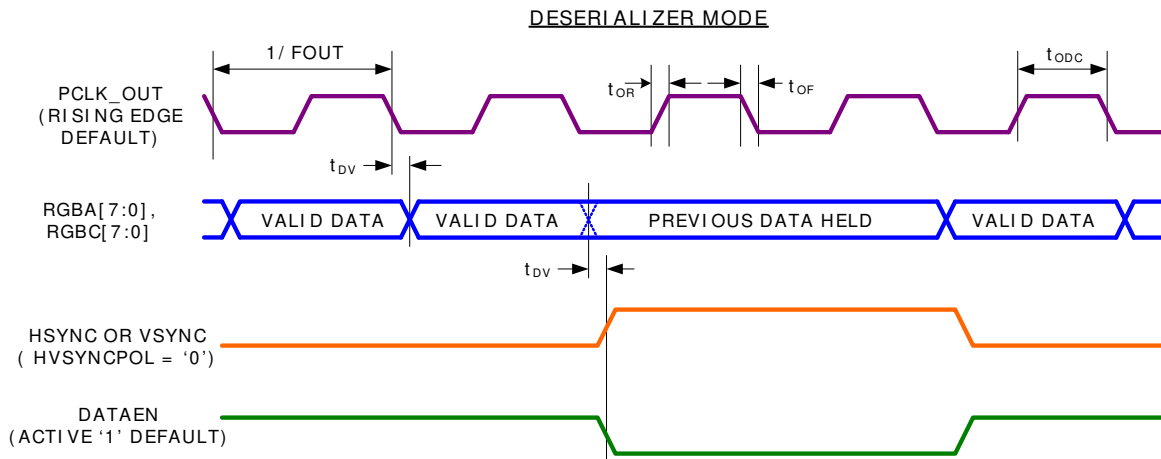 DESERIALIZER MODE
1/ FOUT
tODC
PCLK_OUT
(RISING EDGE
DEFAULT)
tOR
tOF
tDV
RGBA[7:0],
RGBC[7:0]
VALID DATA
VALID DATA
PREVIOUS DATA HELD
VALID DATA
tDV
HSYNC OR VSYNC
( HVSYNCPOL = ‘0’)
DATAEN
(ACTIVE ‘1’ DEFAULT)